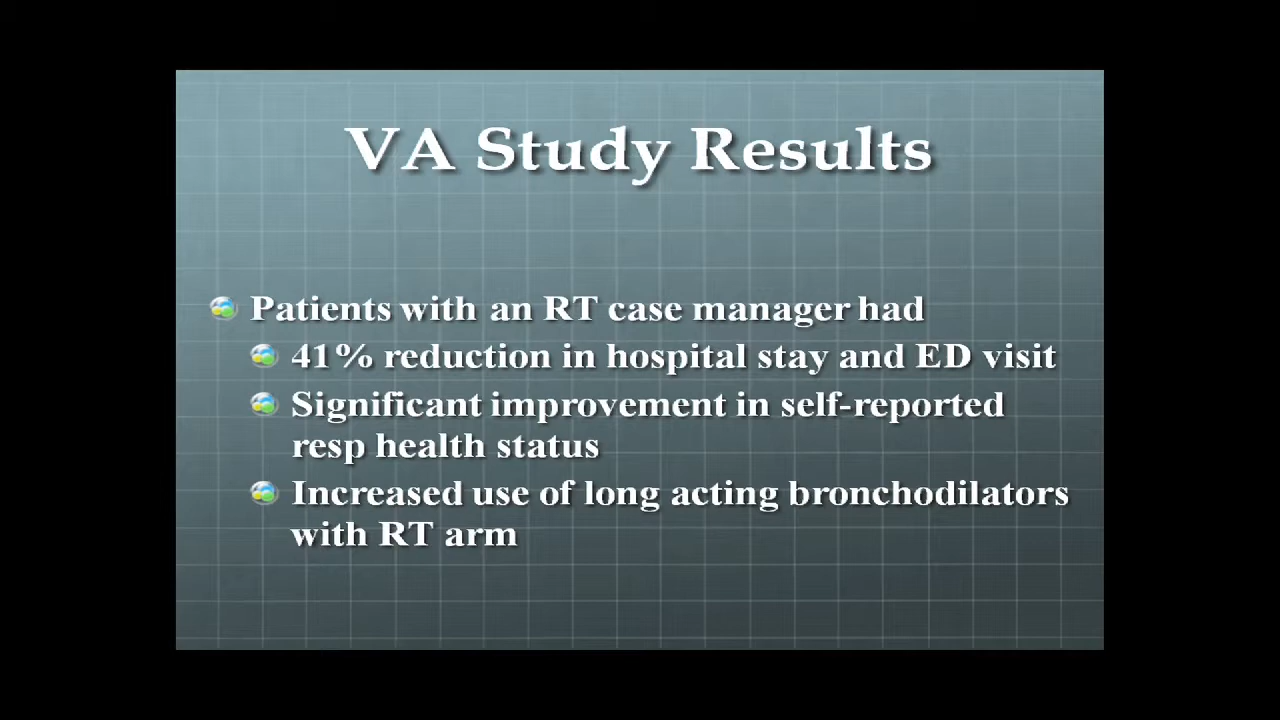 VA Study Results
Patients with an RT case manager had
41% reduction in hospital stay and ED visit
Significant improvement in self-reported
resp health status
Increased use of long acting bronchodilators
with RT arm